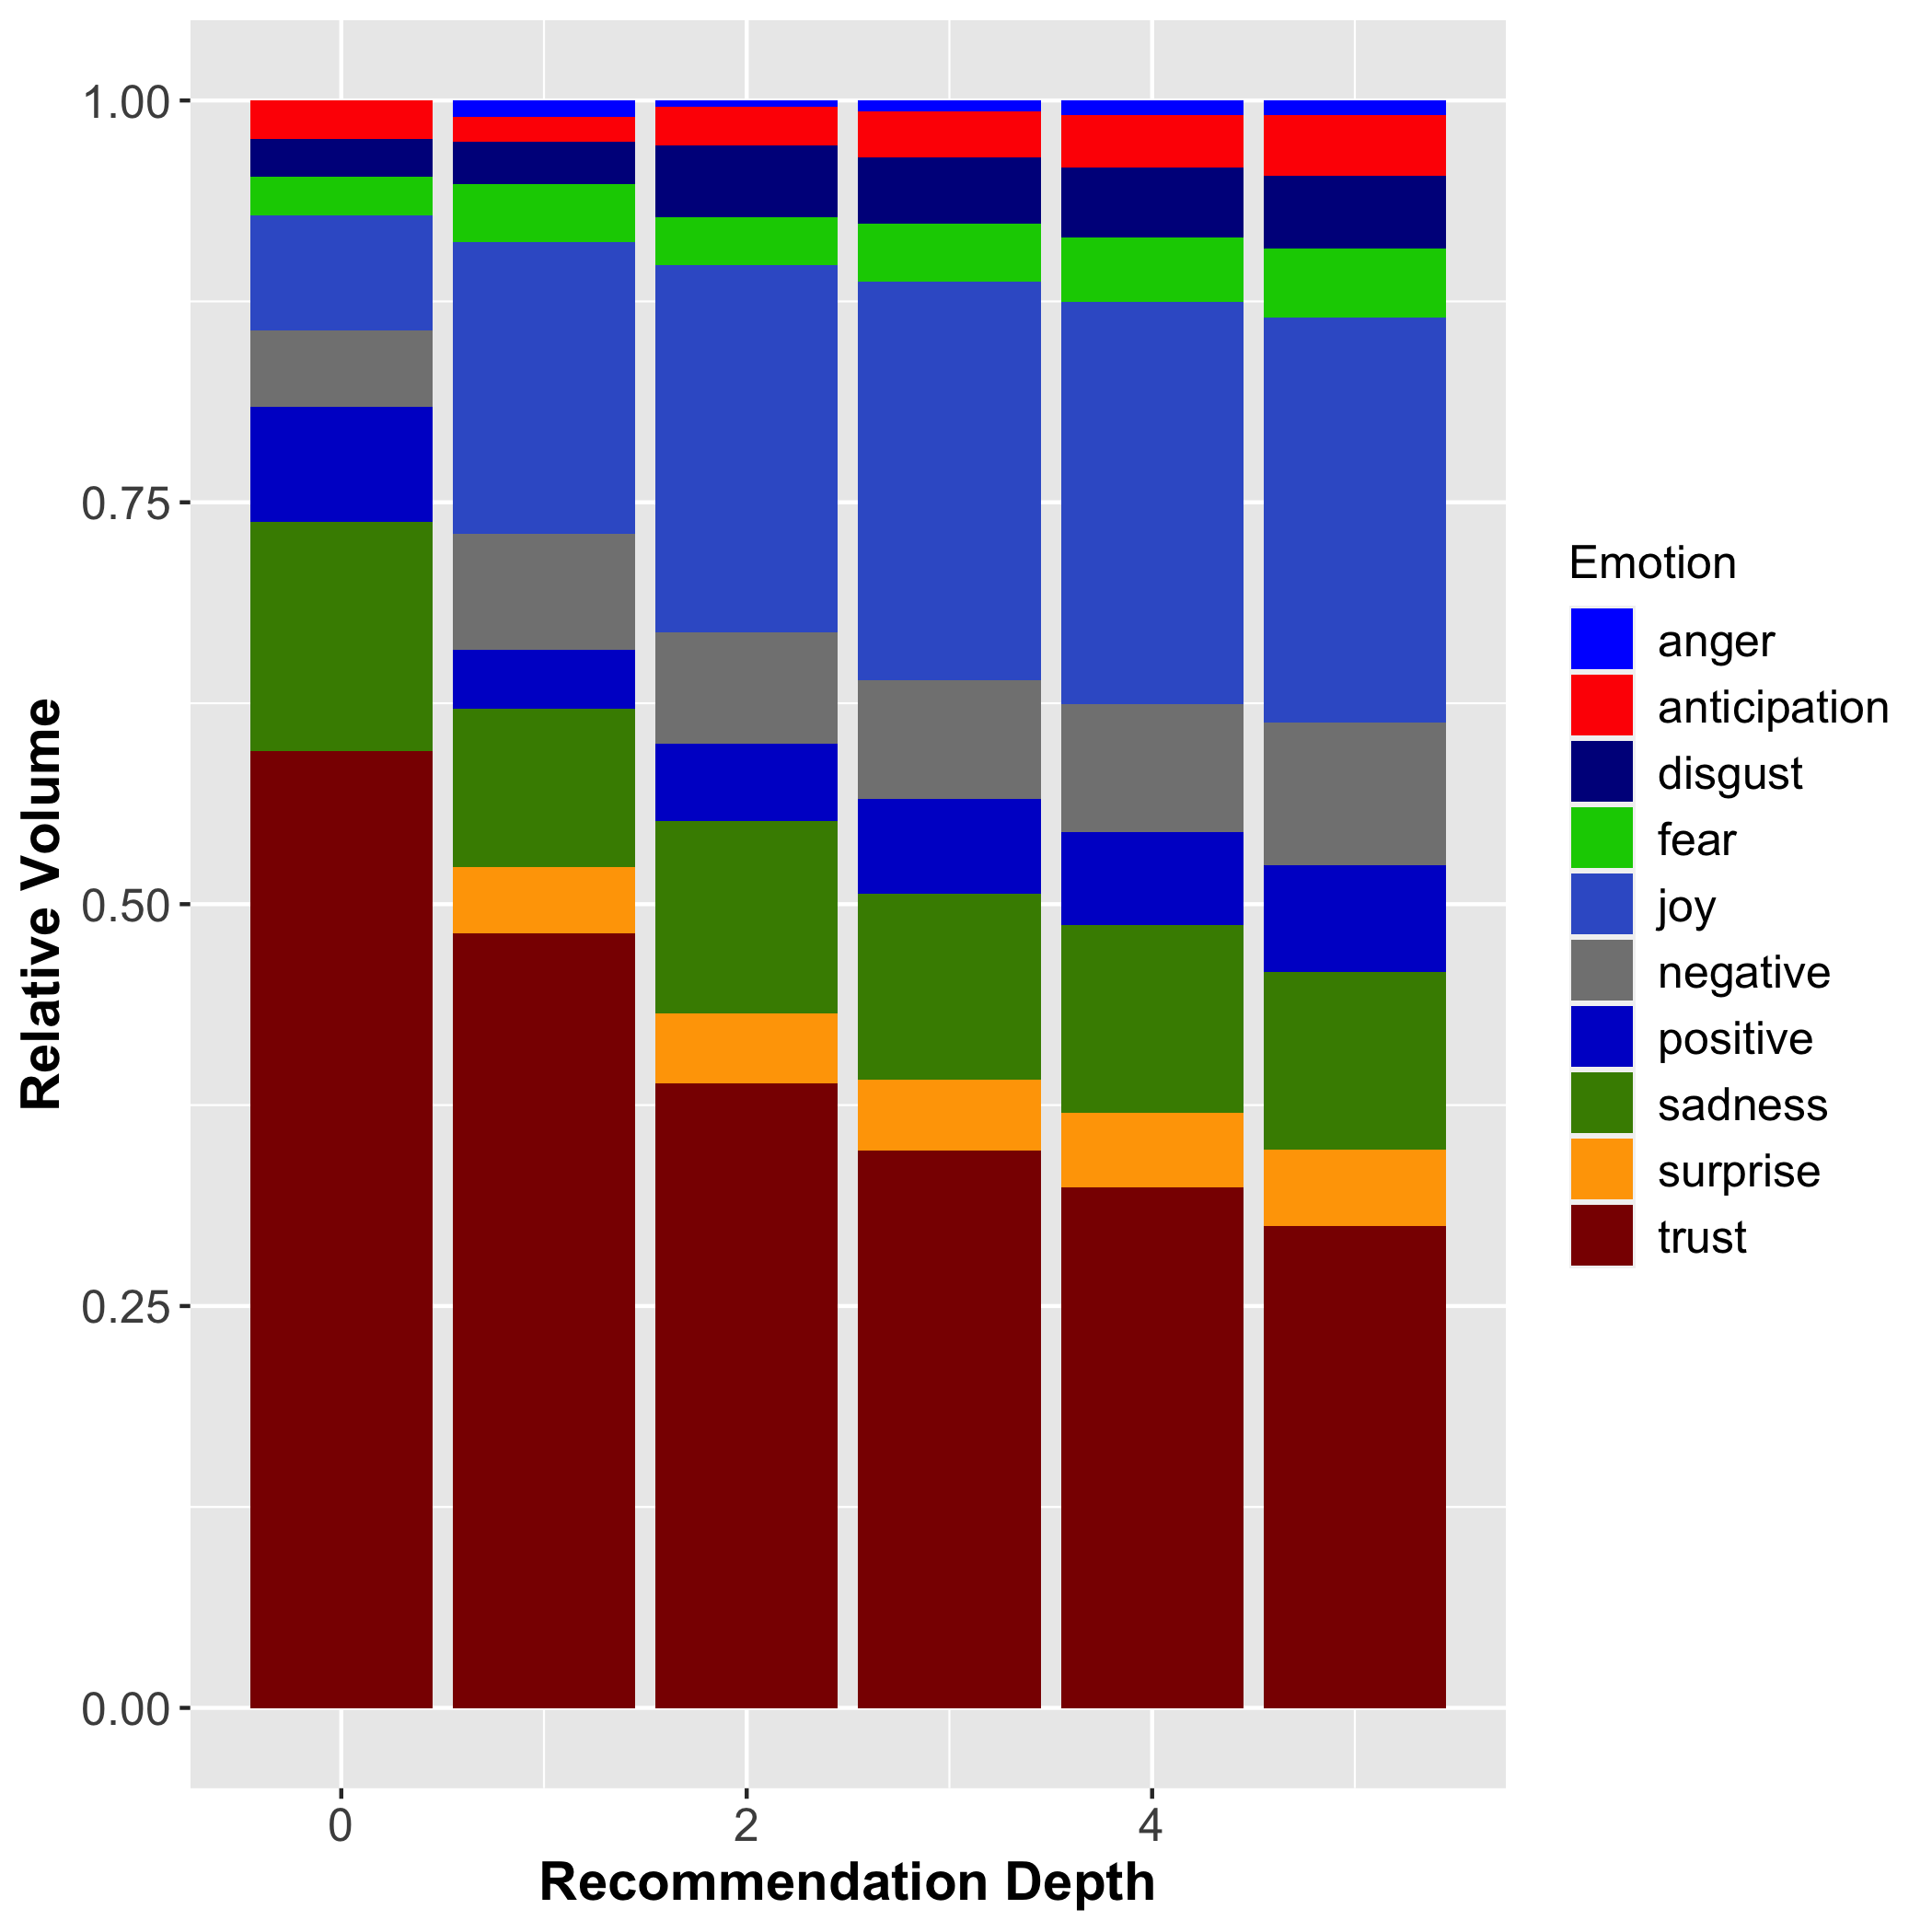 1.00
0.75
0.50
0.25
0.00
Relative Volume
0
2
4
Recommendation Depth
Emotion
anger
anticipation
disgust
fear
joy
negative
positive
sadness
surprise
trust